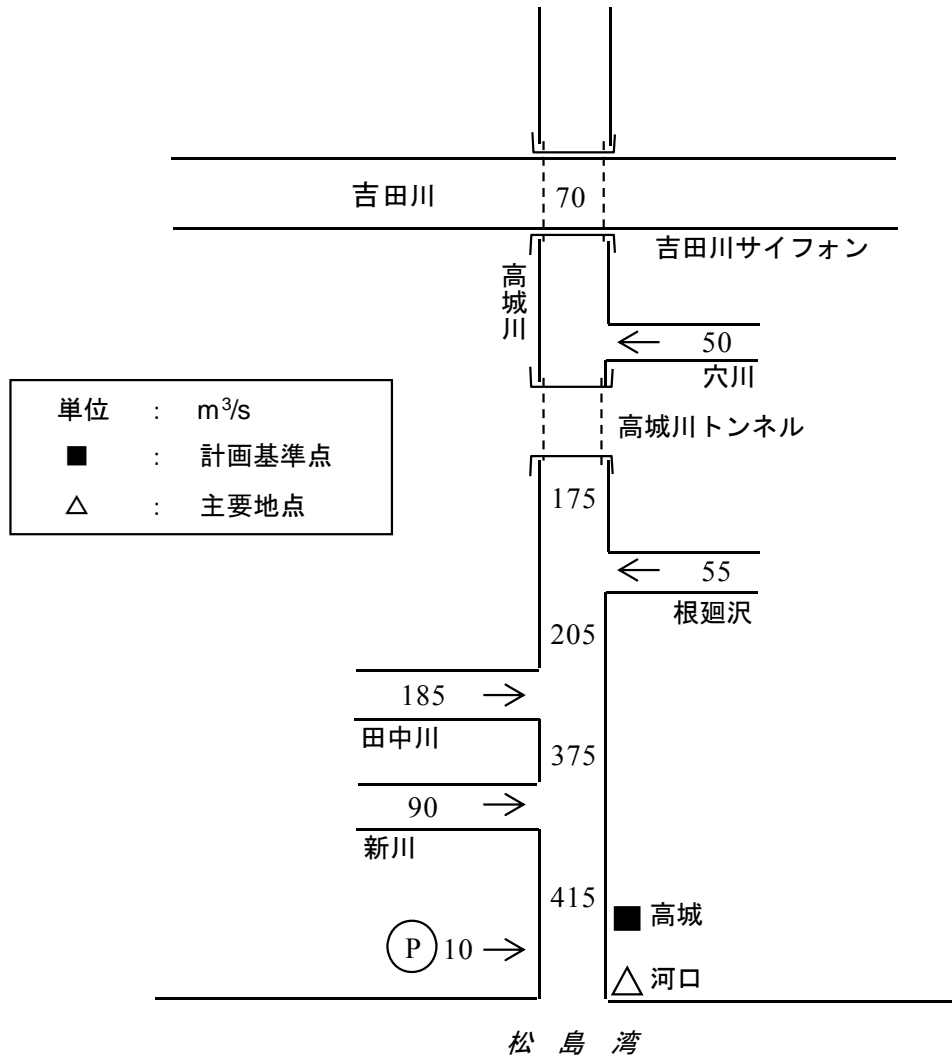 吉田川
70
吉田川サイフォン
高城川
50
穴川
単位 : m³/s
■ : 計画基準点
△ : 主要地点
高城川トンネル
175
55
根廻沢
205
185
田中川
375
90
新川
415
高城
P 10
河口
松島湾